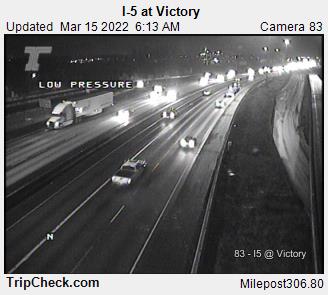 I-5 at Victory
Updated Mar 15 2022 6:13 AM Camera 83
T
LOW PRESSURE
N
83 - I5 @ Victory
TripCheck.com Milepost306.80